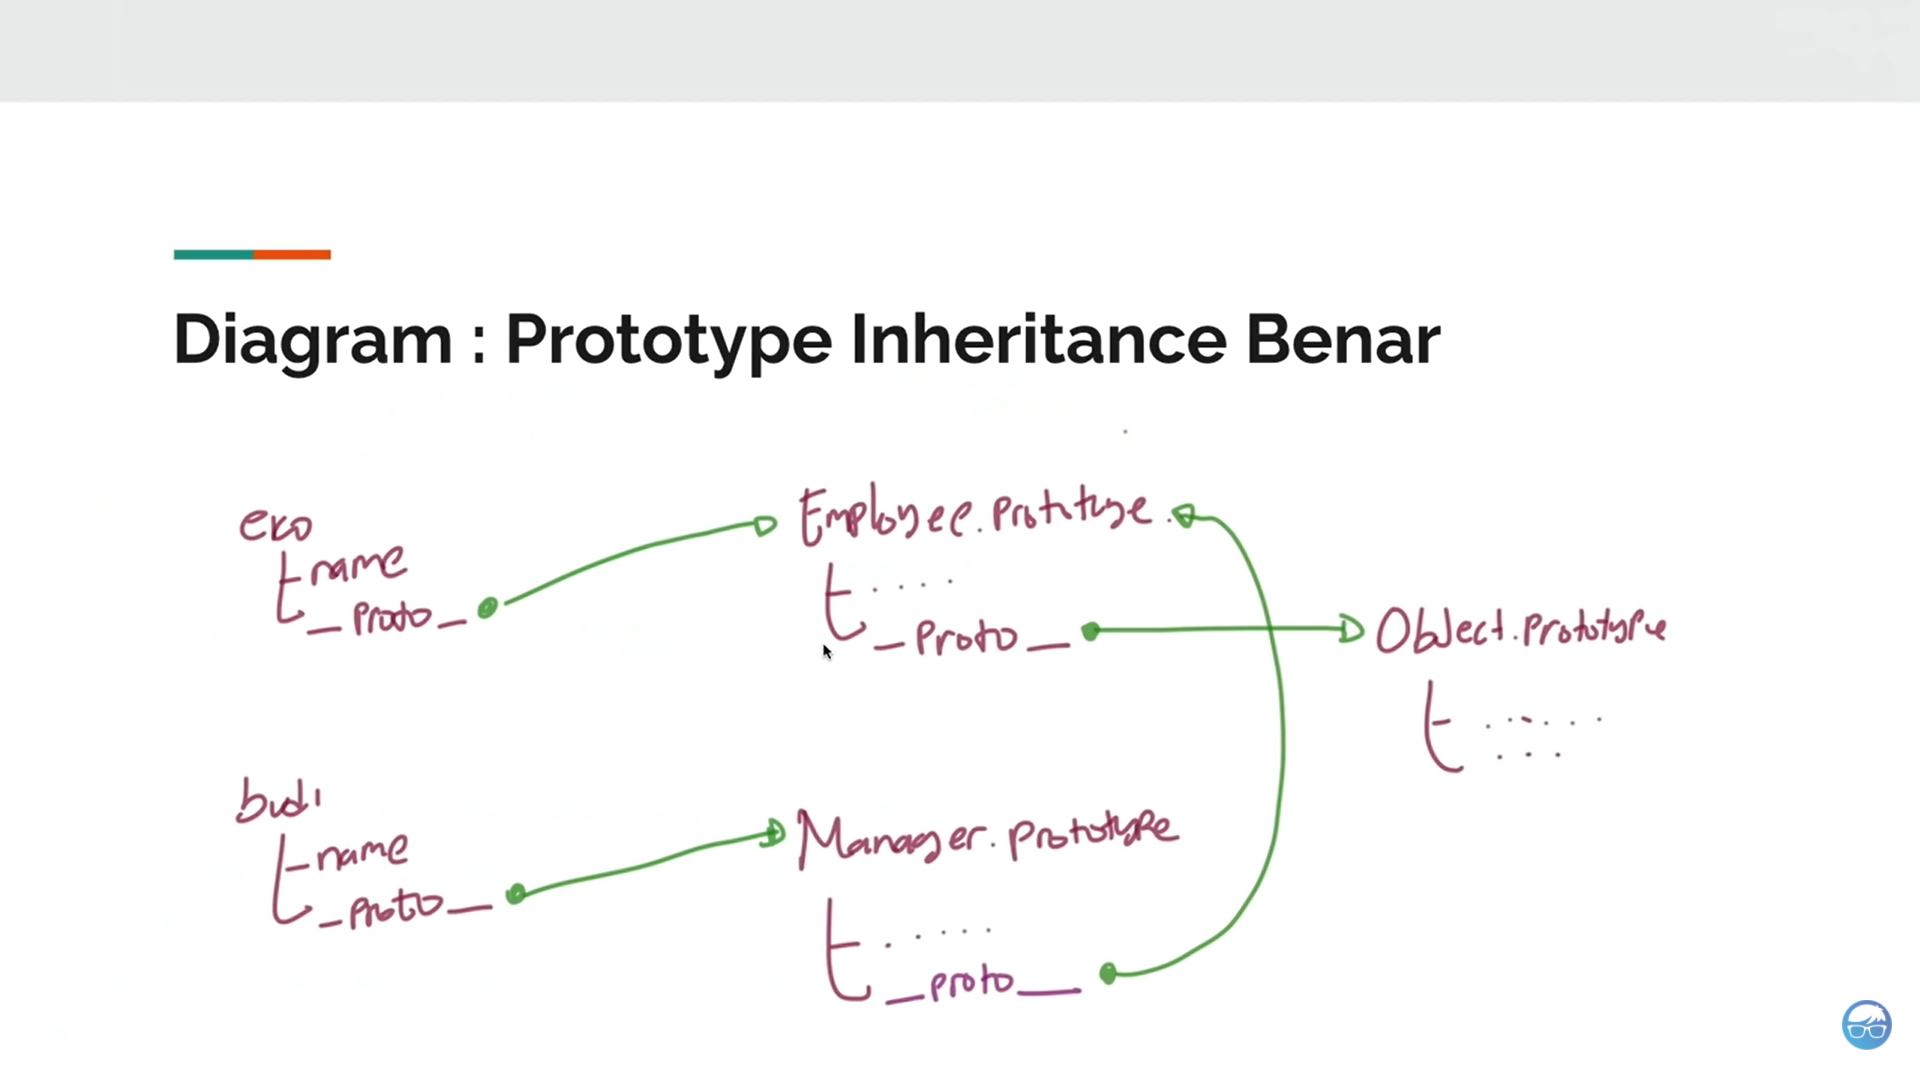 Diagram : Prototype Inheritance Benar
eko
name
__proto__
Employee.prototype
.....
__proto__
Object.prototype
......
...
budi
name
__proto__
Manager.prototype
.....
__proto__